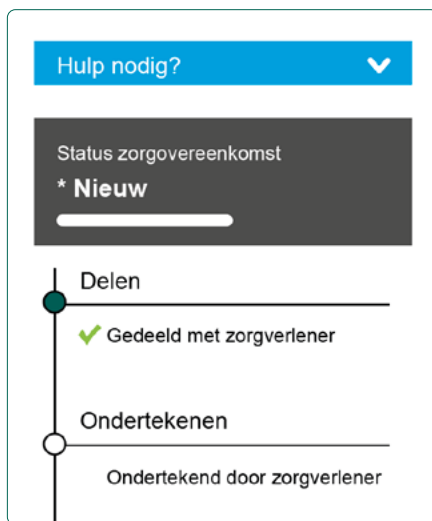 Hulp nodig?
Status zorgovereenkomst
* Nieuw
Delen
Gedeeld met zorgverlener
Ondertekenen
Ondertekend door zorgverlener